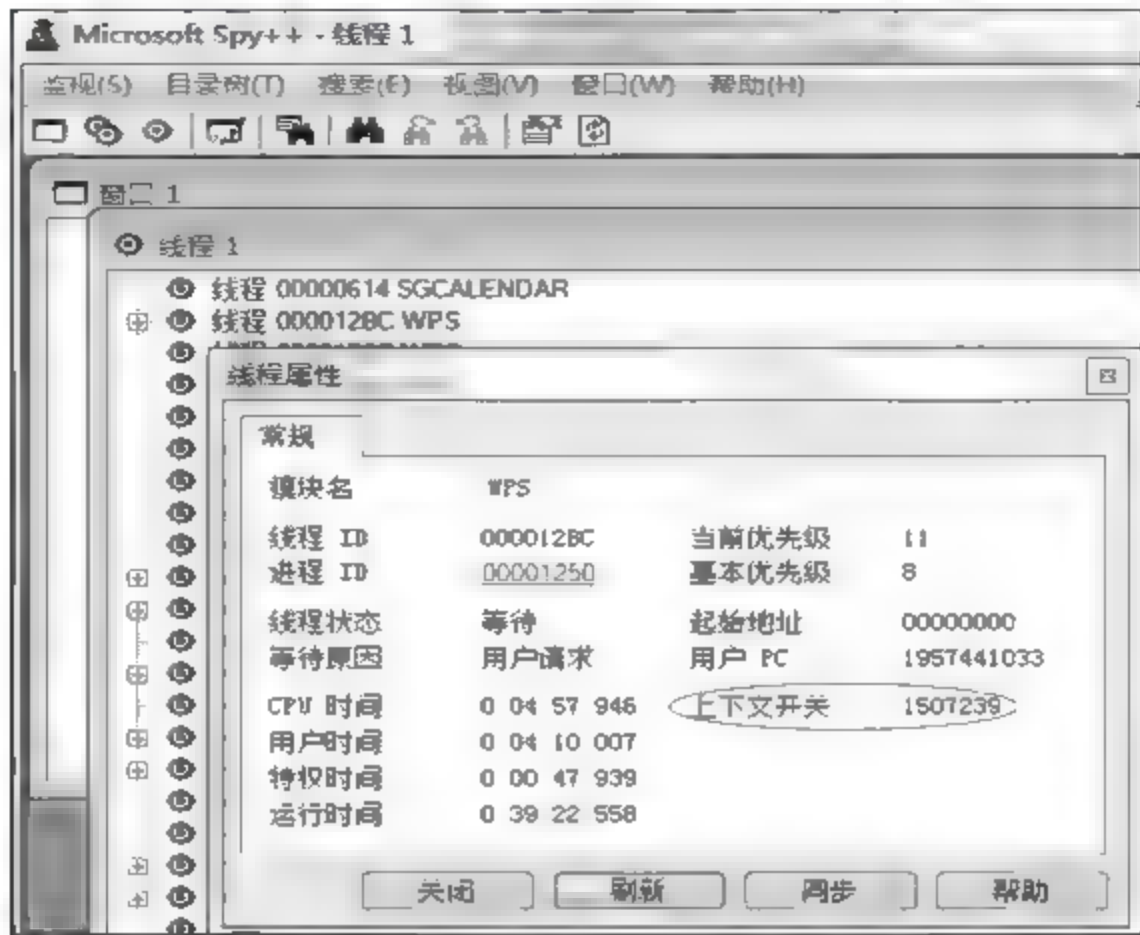 Microsoft Spy++ - 线程 1
监视(S) 目录树(T) 搜索(E) 视图(V) 窗口(W) 帮助(H)
窗口 1
线程 1
线程 00000614 SGCALENDAR
线程 000012BC WPS
线程属性
常规
模块名 WPS
线程 ID 000012BC 当前优先级 11
进程 ID 00001250 基本优先级 8
线程状态 等待 起始地址 00000000
等待原因 用户请求 用户 PC 1957441033
CPU 时间 0 04 57 946 上下文开关 1507239
用户时间 0 04 10 007
特权时间 0 00 47 939
运行时间 0 39 22 558
关闭 刷新 同步 帮助